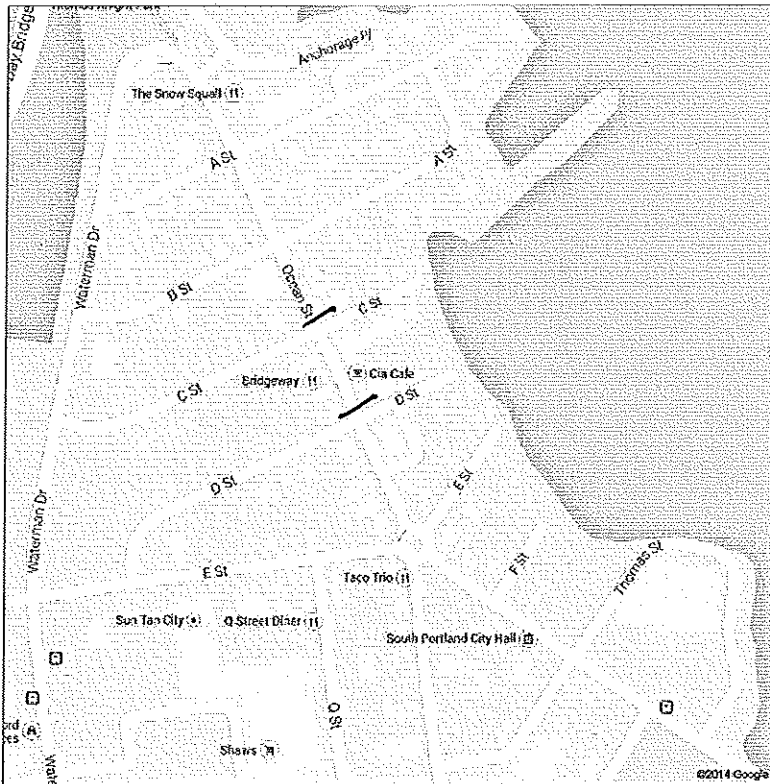 Bay Bridge
Anchorage Pl
The Snow Squall
A St
A St
Waterman Dr
Ocean St
B St
C St
C St
Bridgeway
Cia Cafe
D St
D St
E St
Waterman Dr
E St
Taco Trio
F St
Thomas St
Sun Tan City
Q Street Diner
South Portland City Hall
Q St
A
Shaws
©2014 Google